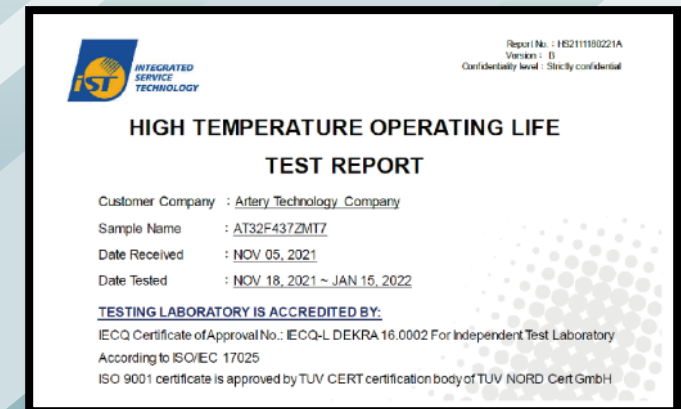 iST
INTEGRATED
SERVICE
TECHNOLOGY
Report No. : HS2111180221A
Version : B
Confidentiality level : Strictly confidential
HIGH TEMPERATURE OPERATING LIFE
TEST REPORT
Customer Company : Artery Technology Company
Sample Name : AT32F437ZMT7
Date Received : NOV 05, 2021
Date Tested : NOV 18, 2021 ~ JAN 15, 2022
TESTING LABORATORY IS ACCREDITED BY:
IECQ Certificate of Approval No.: IECQ-L DEKRA 16.0002 For Independent Test Laboratory
According to ISO/IEC 17025
ISO 9001 certificate is approved by TUV CERT certification body of TUV NORD Cert GmbH